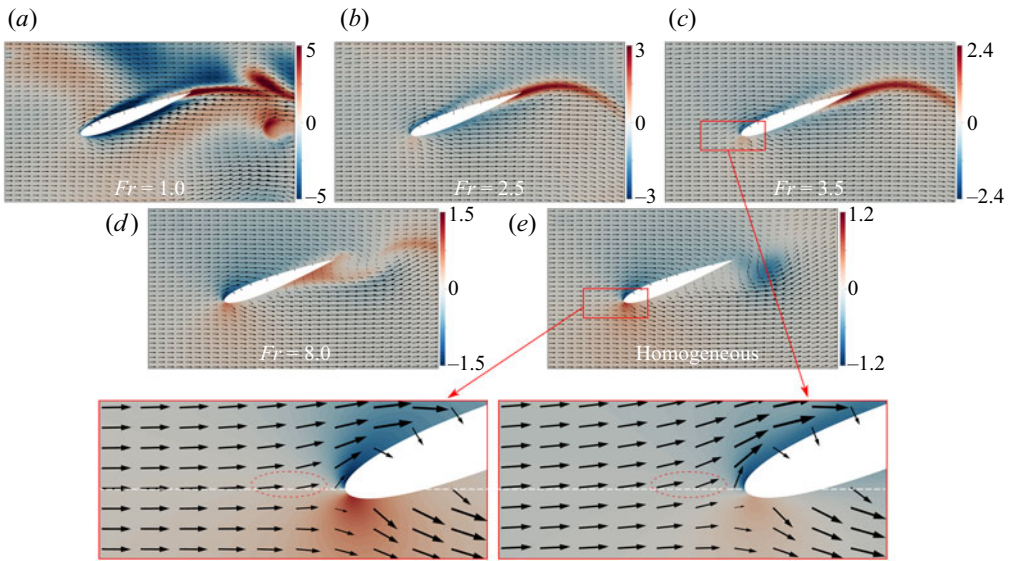 (a)
(b)
(c)
5
0
−5
Fr = 1.0
3
0
−3
Fr = 2.5
2.4
0
−2.4
Fr = 3.5
(d)
(e)
1.5
0
−1.5
Fr = 8.0
1.2
0
−1.2
Homogeneous